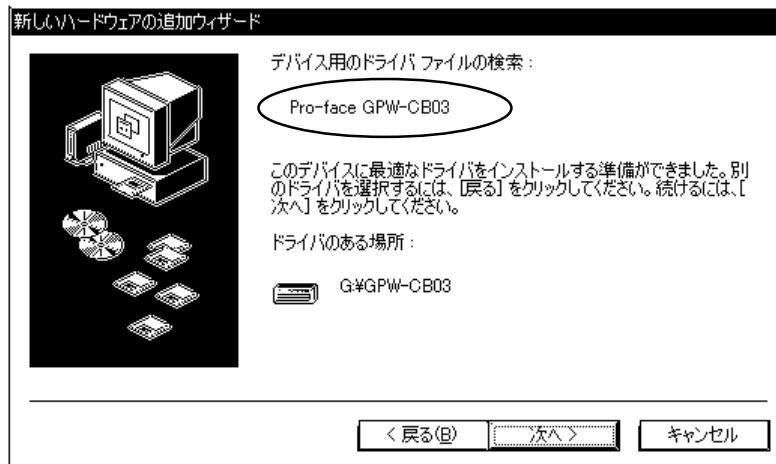 新しいハードウェアの追加ウィザード
デバイス用のドライバ ファイルの検索 :
Pro-face GPW-CB03
このデバイスに最適なドライバをインストールする準備ができました。別
のドライバを選択するには、[戻る] をクリックしてください。続けるには、[
次へ] をクリックしてください。
ドライバのある場所 :
G:¥GPW-CB03
< 戻る(B)
次へ >
キャンセル